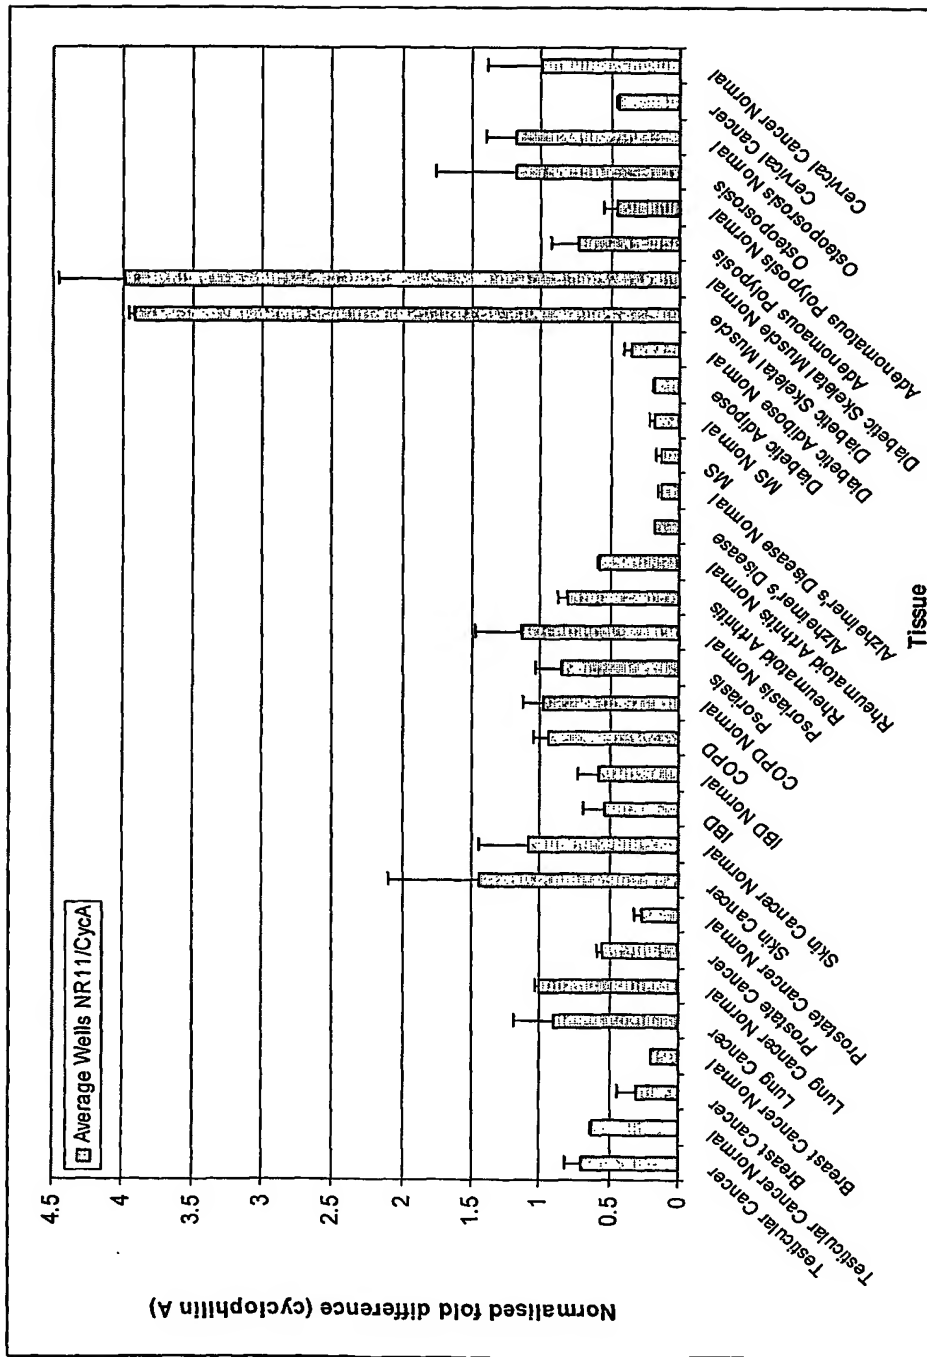 Average Wells NR11/CycA
Normalised fold difference (cyclophilin A)
4.5
4
3.5
3
2.5
2
1.5
1
0.5
0
Testicular Cancer
Testicular Cancer Normal
Breast Cancer
Breast Cancer Normal
Lung Cancer
Lung Cancer Normal
Prostate Cancer
Prostate Cancer Normal
Skin Cancer
Skin Cancer Normal
IBD
IBD Normal
COPD
COPD Normal
Psoriasis
Psoriasis Normal
Rheumatoid Arthritis
Rheumatoid Arthritis Normal
Alzheimer's Disease
Alzheimer's Disease Normal
MS
MS Normal
Diabetic Adipose
Diabetic Adibose Normal
Diabetic Skeletal Muscle
Diabetic Skeletal Muscle Normal
Adenomaous Polyposis
Adenomatous Polyposis Normal
Osteoposrosis
Osteoposrosis Normal
Cervical Cancer
Cervical Cancer Normal
Tissue